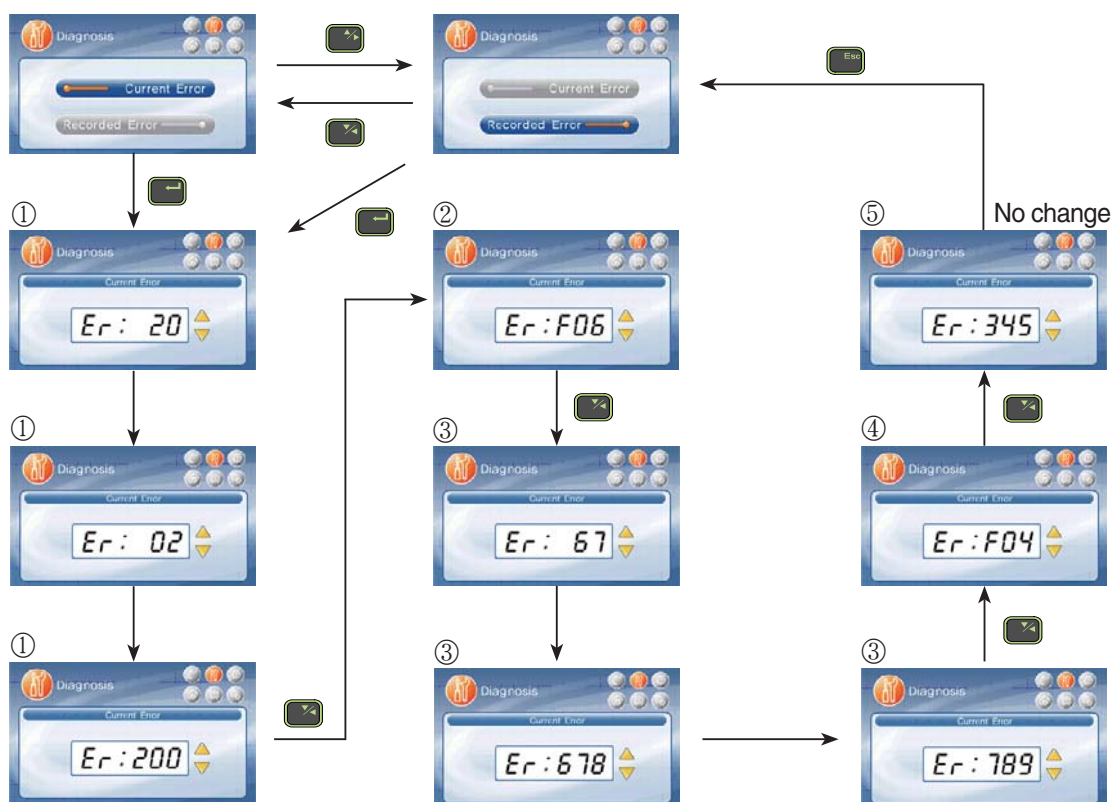 Diagnosis
Current Error
Recorded Error
Diagnosis
Current Error
Recorded Error
Esc
①
Diagnosis
Current Error
Er: 20
②
Diagnosis
Current Error
Er:F06
⑤ No change
Diagnosis
Current Error
Er:345
①
Diagnosis
Current Error
Er: 02
③
Diagnosis
Current Error
Er: 67
④
Diagnosis
Current Error
Er:F04
①
Diagnosis
Current Error
Er:200
③
Diagnosis
Current Error
Er:678
③
Diagnosis
Current Error
Er:789